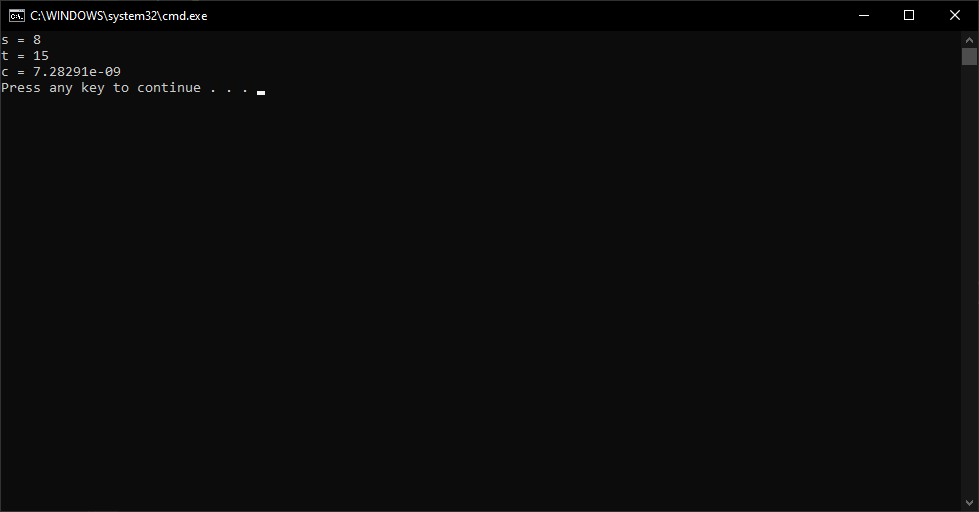 C:\WINDOWS\system32\cmd.exe
s = 8
t = 15
c = 7.28291e-09
Press any key to continue . . .